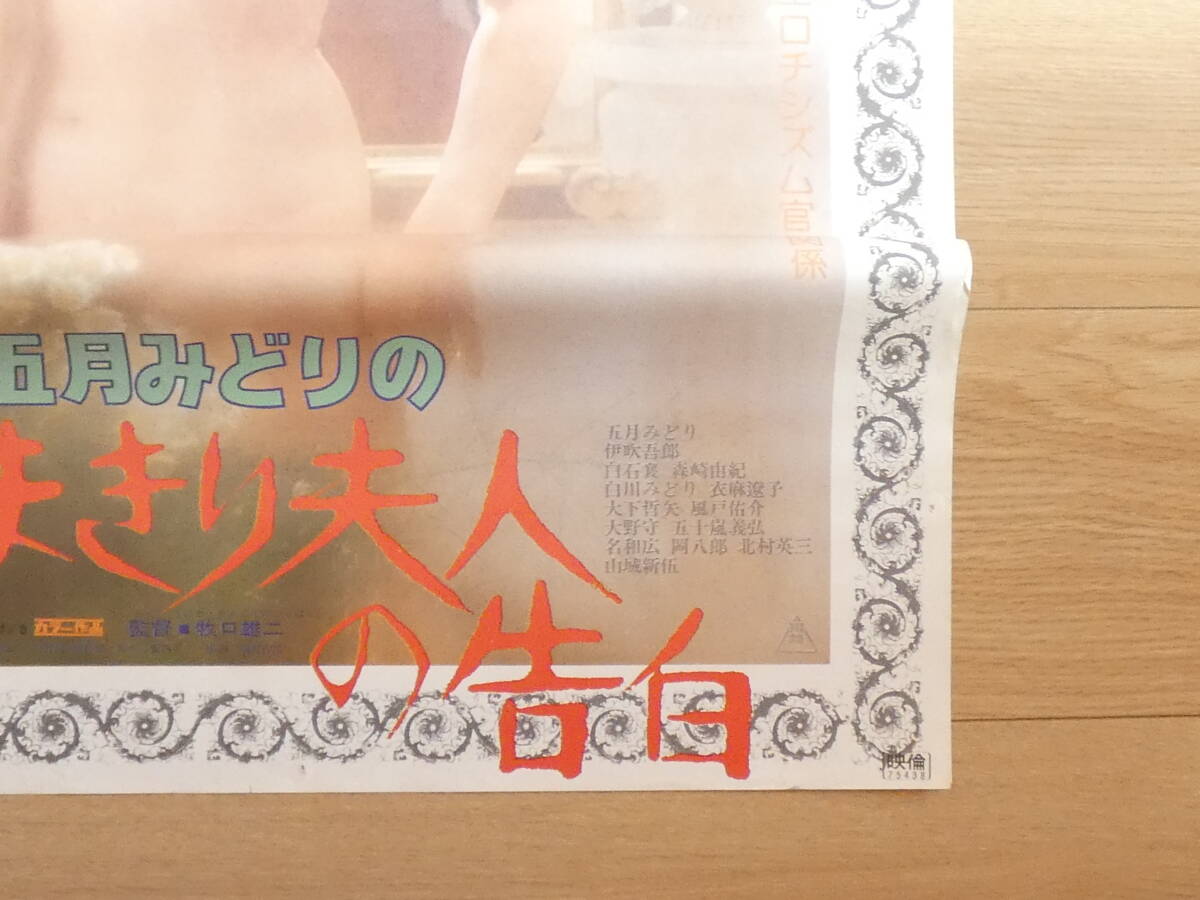 エロチシズム官係
五月みどりの
まきり夫人
の告白
五月みどり
伊吹吾郎
白石襄 森崎由紀
白川みどり 衣麻遼子
大下哲矢 風戸佑介
大野守 五十嵐義弘
名和広 阿八郎 北村英三
山城新伍
監督■牧口雄二
映倫
75438